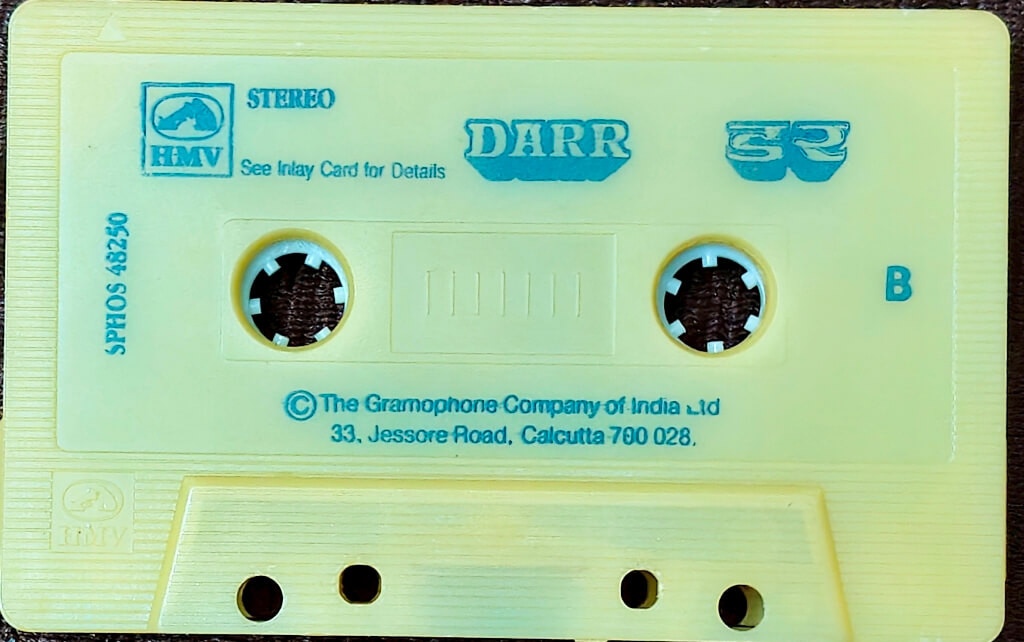 STEREO
HMV
See Inlay Card for Details
DARR
डर
SPHOS 48250
B
© The Gramophone Company of India Ltd
33, Jessore Road, Calcutta 700 028.
HMV